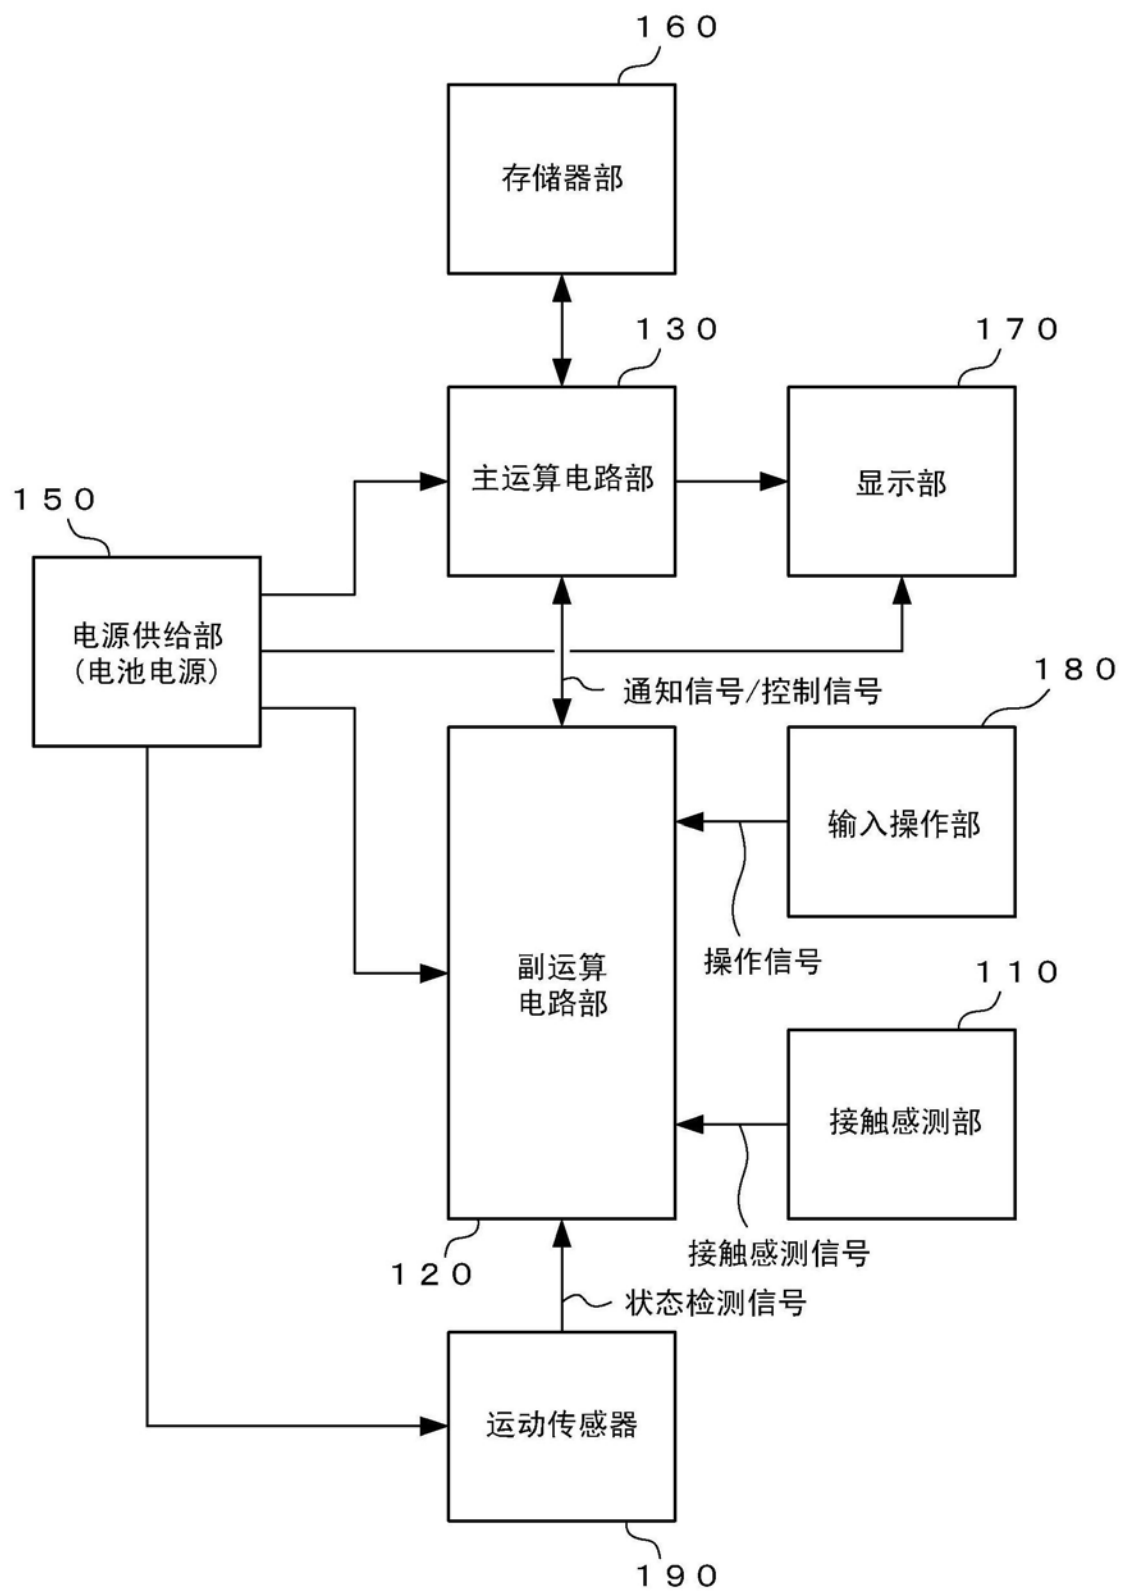 160
存储器部
130
170
主运算电路部
显示部
150
电源供给部
(电池电源)
通知信号/控制信号
180
输入操作部
操作信号
副运算
电路部
110
接触感测部
接触感测信号
120
状态检测信号
运动传感器
190